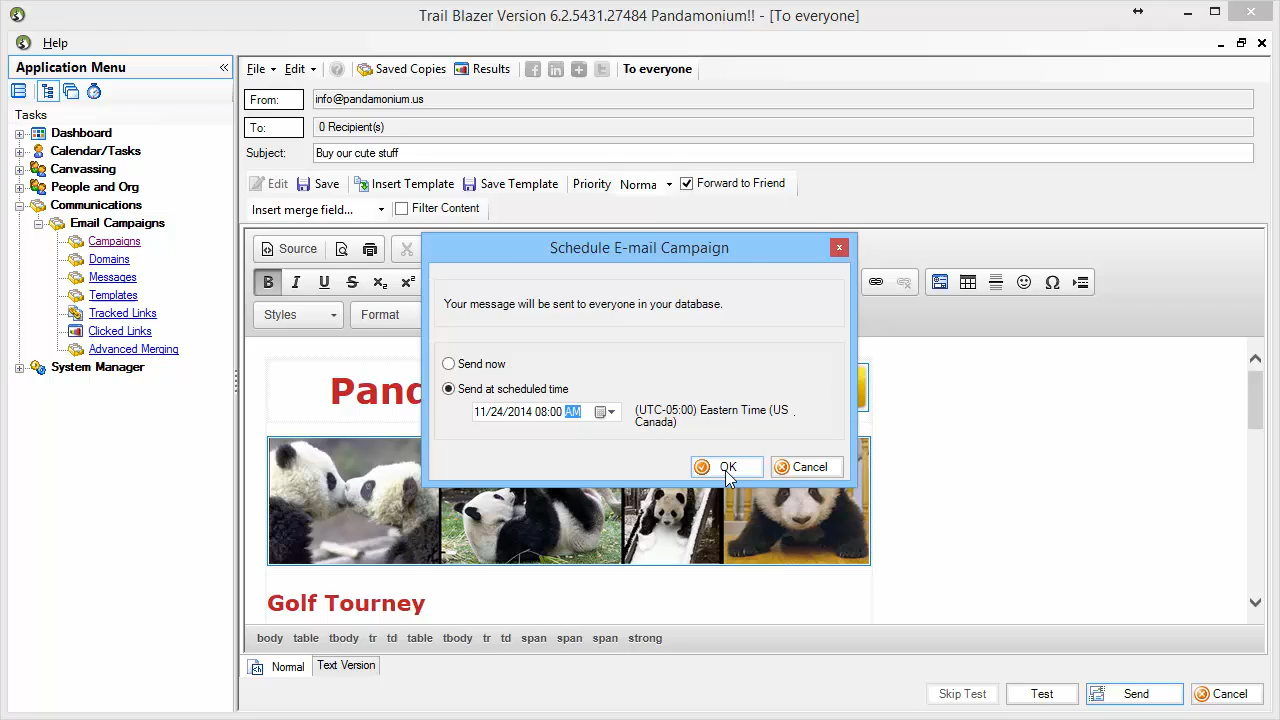 Trail Blazer Version 6.2.5431.27484 Pandamonium!! - [To everyone]
Help
Application Menu
Tasks
Dashboard
Calendar/Tasks
Canvassing
People and Org
Communications
Email Campaigns
Campaigns
Domains
Messages
Templates
Tracked Links
Clicked Links
Advanced Merging
System Manager
File Edit Saved Copies Results To everyone
From: info@pandamonium.us
To: 0 Recipient(s)
Subject: Buy our cute stuff
Edit Save Insert Template Save Template Priority Norma Forward to Friend
Insert merge field... Filter Content
Source
B I U S x₂ x²
Styles Format
Schedule E-mail Campaign
Your message will be sent to everyone in your database.
Send now
Send at scheduled time
11/24/2014 08:00 AM (UTC-05:00) Eastern Time (US
Canada)
OK Cancel
Pand
Golf Tourney
body table tbody tr td table tbody tr td span span span strong
Normal Text Version
Skip Test Test Send Cancel